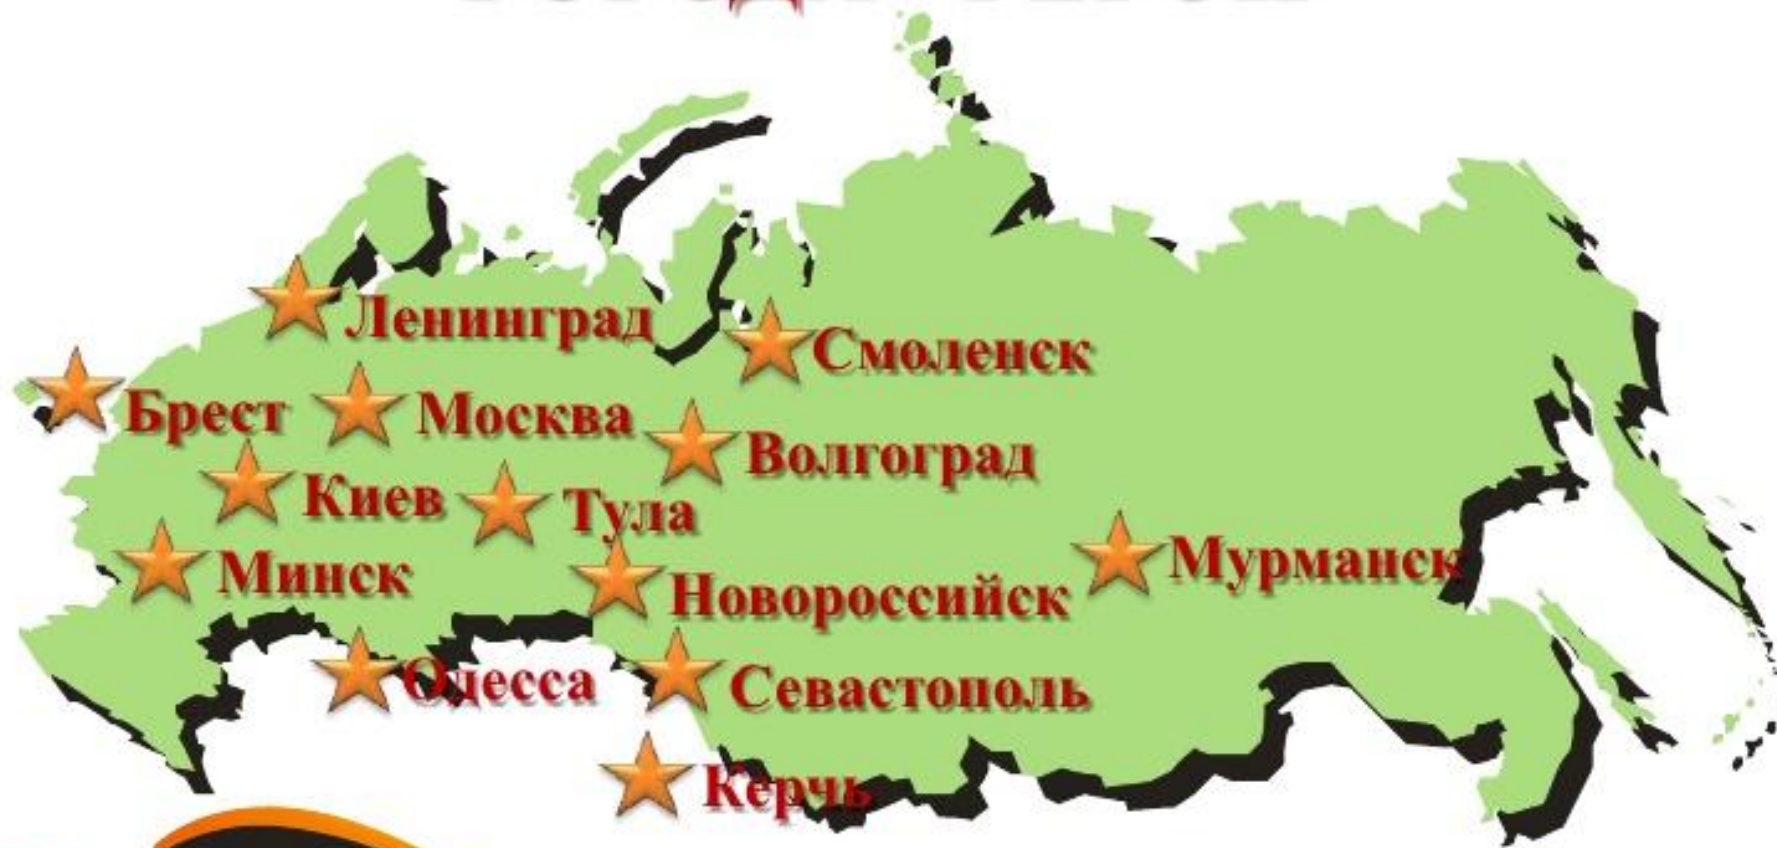 Ленинград
Смоленск
Брест
Москва
Волгоград
Киев
Тула
Минск
Новороссийск
Мурманск
Одесса
Севастополь
Керчь